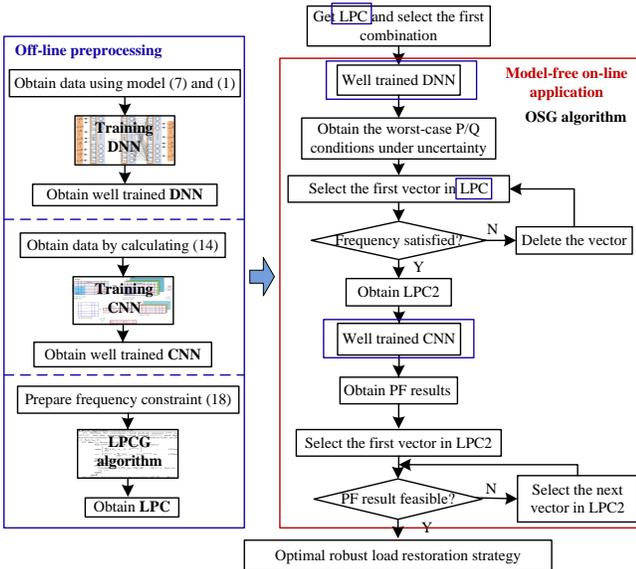 Off-line preprocessing
Obtain data using model (7) and (1)
Training
DNN
Obtain well trained DNN
Obtain data by calculating (14)
Training
CNN
Obtain well trained CNN
Prepare frequency constraint (18)
LPCG
algorithm
Obtain LPC
Get LPC and select the first
combination
Model-free on-line
application
OSG algorithm
Well trained DNN
Obtain the worst-case P/Q
conditions under uncertainty
Select the first vector in LPC
Frequency satisfied?
N
Delete the vector
Y
Obtain LPC2
Well trained CNN
Obtain PF results
Select the first vector in LPC2
PF result feasible?
N
Select the next
vector in LPC2
Y
Optimal robust load restoration strategy